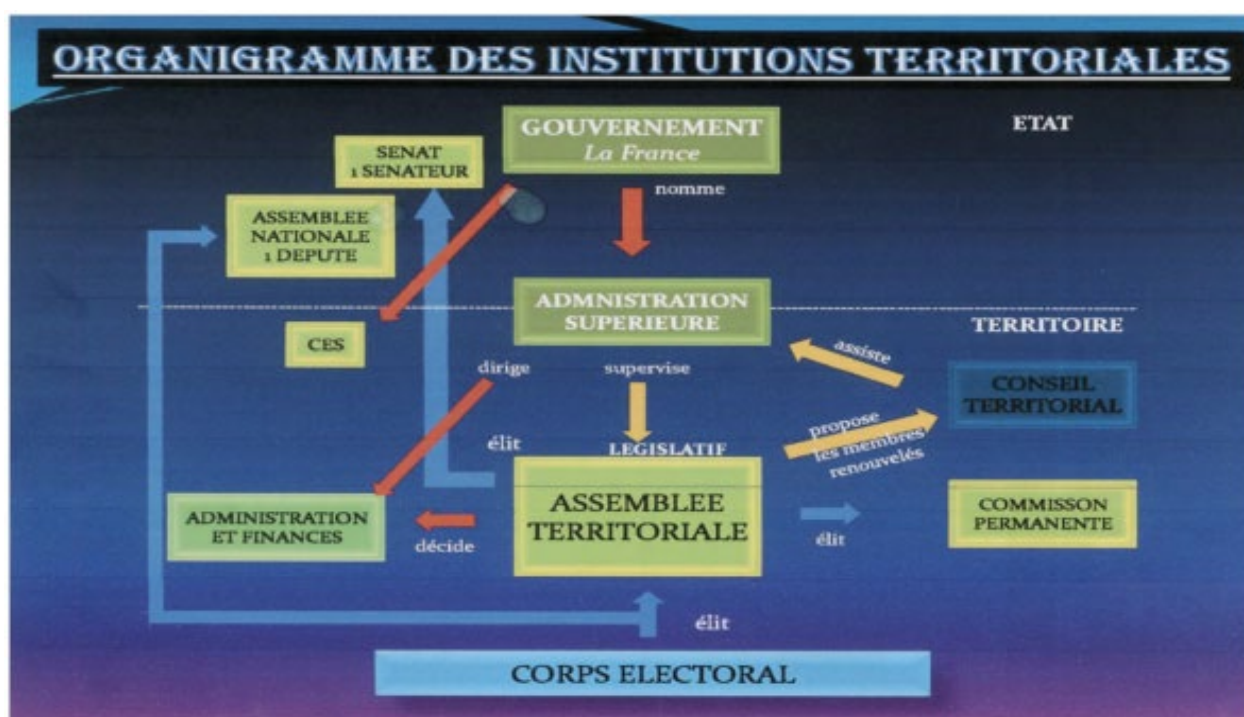 ORGANIGRAMME DES INSTITUTIONS TERRITORIALES
GOUVERNEMENT
La France
ETAT
SENAT
1 SENATEUR
nomme
ASSEMBLEE
NATIONALE
1 DEPUTE
ADMNISTRATION
SUPERIEURE
TERRITOIRE
CES
assiste
dirige
supervise
CONSEIL
TERRITORIAL
propose
les membres
renouvelés
élit
LÉGISLATIF
ASSEMBLEE
TERRITORIALE
ADMINISTRATION
ET FINANCES
décide
élit
COMMISSON
PERMANENTE
élit
CORPS ELECTORAL